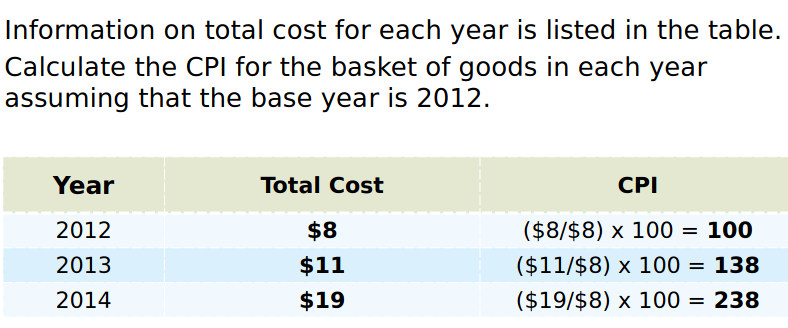 Information on total cost for each year is listed in the table.
Calculate the CPI for the basket of goods in each year
assuming that the base year is 2012.
Year Total Cost CPI
2012 $8 ($8/$8) x 100 = 100
2013 $11 ($11/$8) x 100 = 138
2014 $19 ($19/$8) x 100 = 238